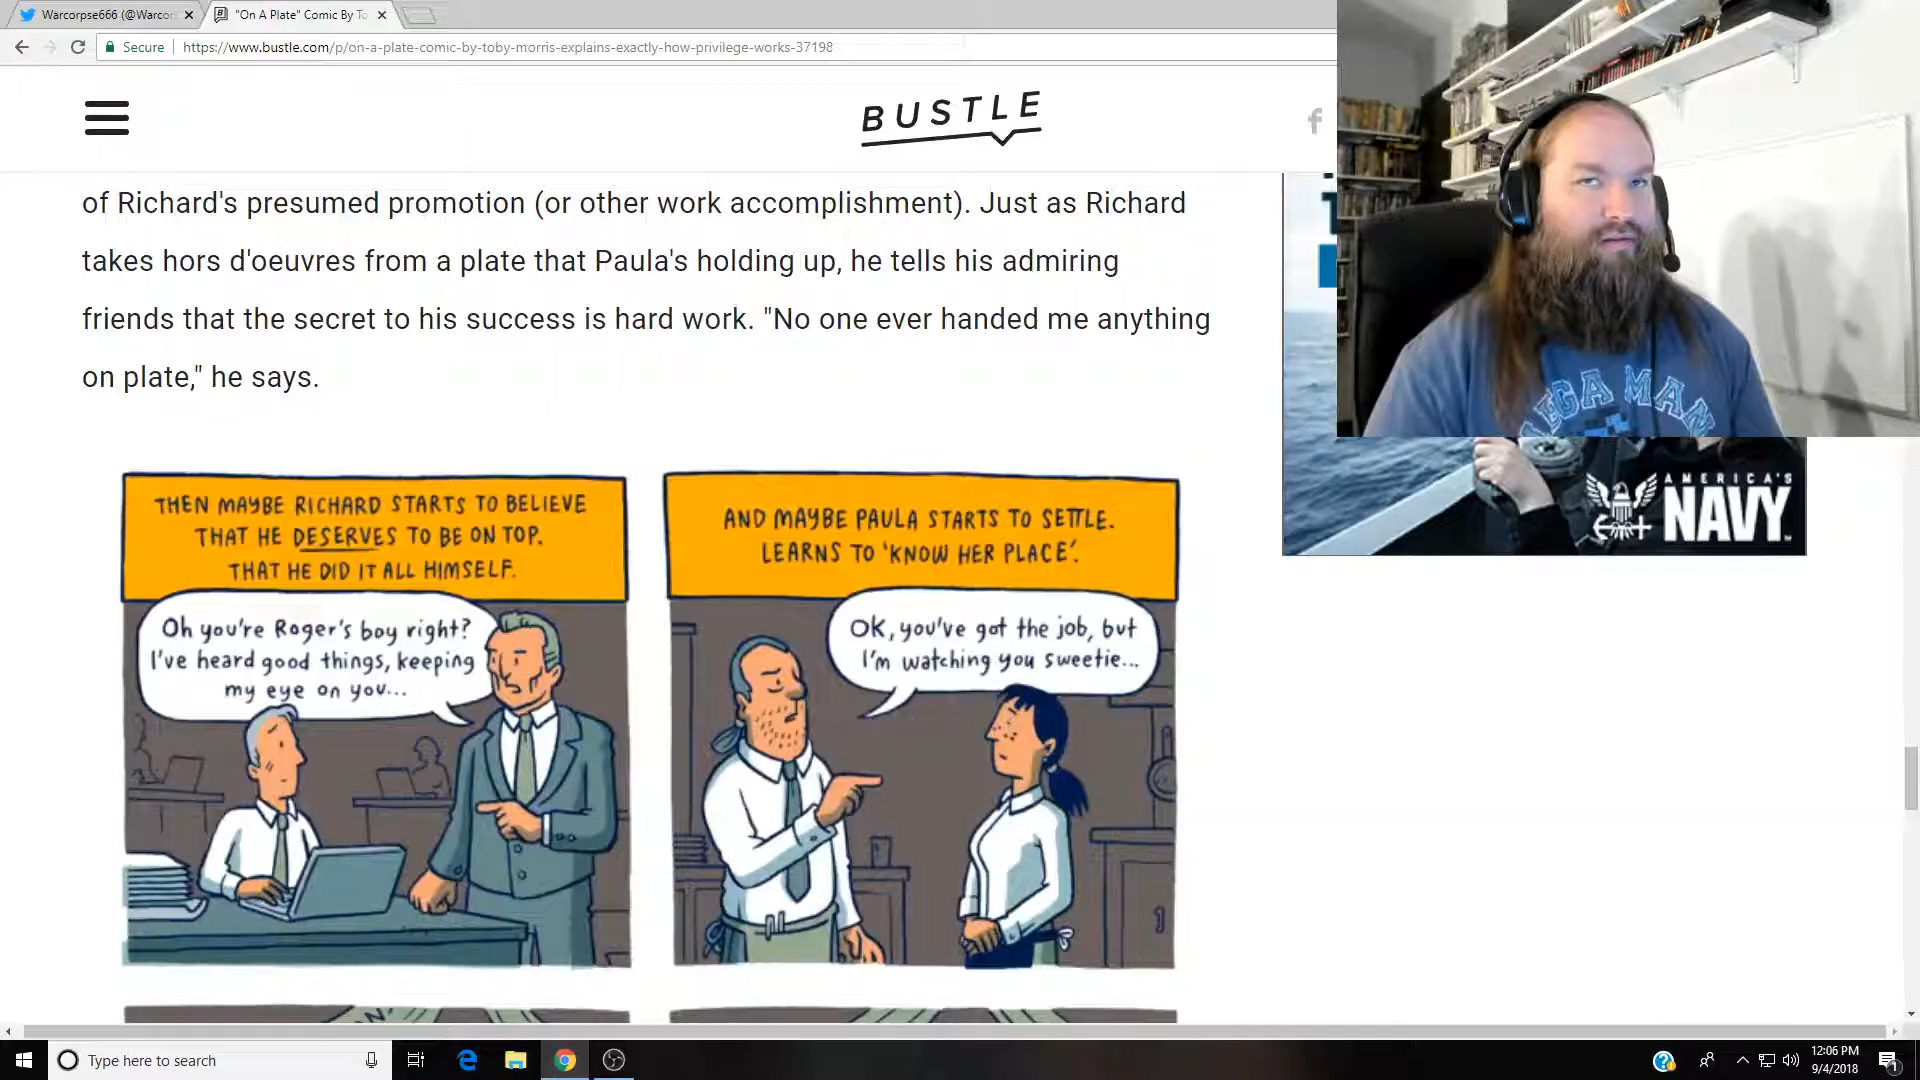 Warcorpse666 (@Warcor
"On A Plate" Comic By To
Secure
https://www.bustle.com/p/on-a-plate-comic-by-toby-morris-explains-exactly-how-privilege-works-37198
BUSTLE
f
of Richard's presumed promotion (or other work accomplishment). Just as Richard
takes hors d'oeuvres from a plate that Paula's holding up, he tells his admiring
friends that the secret to his success is hard work. "No one ever handed me anything
on plate," he says.
THEN MAYBE RICHARD STARTS TO BELIEVE
THAT HE DESERVES TO BE ON TOP.
THAT HE DID IT ALL HIMSELF.
Oh you're Roger's boy right?
I've heard good things, keeping
my eye on you...
AND MAYBE PAULA STARTS TO SETTLE.
LEARNS TO 'KNOW HER PLACE'.
OK, you've got the job, but
I'm watching you sweetie...
MEGA MAN
AMERICA'S
NAVY
Type here to search
12:06 PM
9/4/2018
1